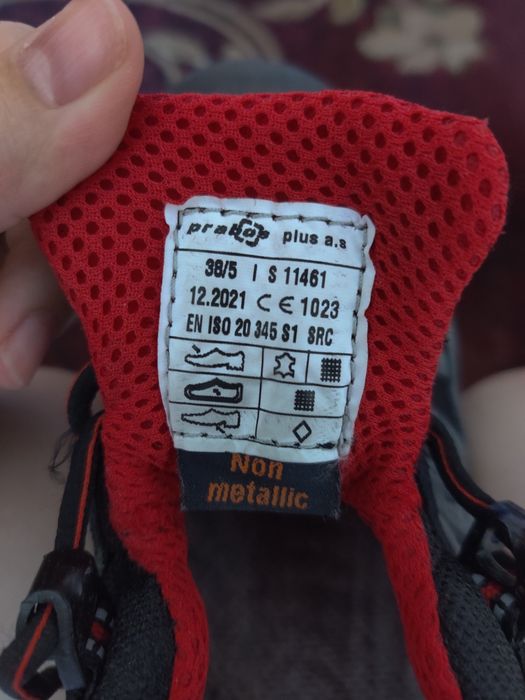 prabos plus a.s
38/5 I S 11461
12.2021 CE 1023
EN ISO 20 345 S1 SRC
Non
metallic